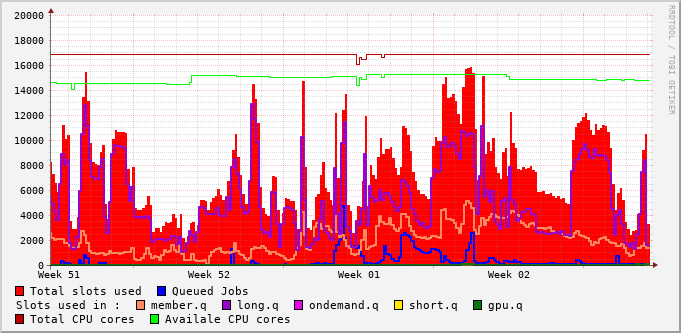 20000
18000
16000
14000
12000
10000
8000
6000
4000
2000
0
Week 51 Week 52 Week 01 Week 02
Total slots used Queued Jobs
Slots used in : member.q long.q ondemand.q short.q gpu.q
Total CPU cores Availale CPU cores
RRDTOOL / TOBI OETIKER